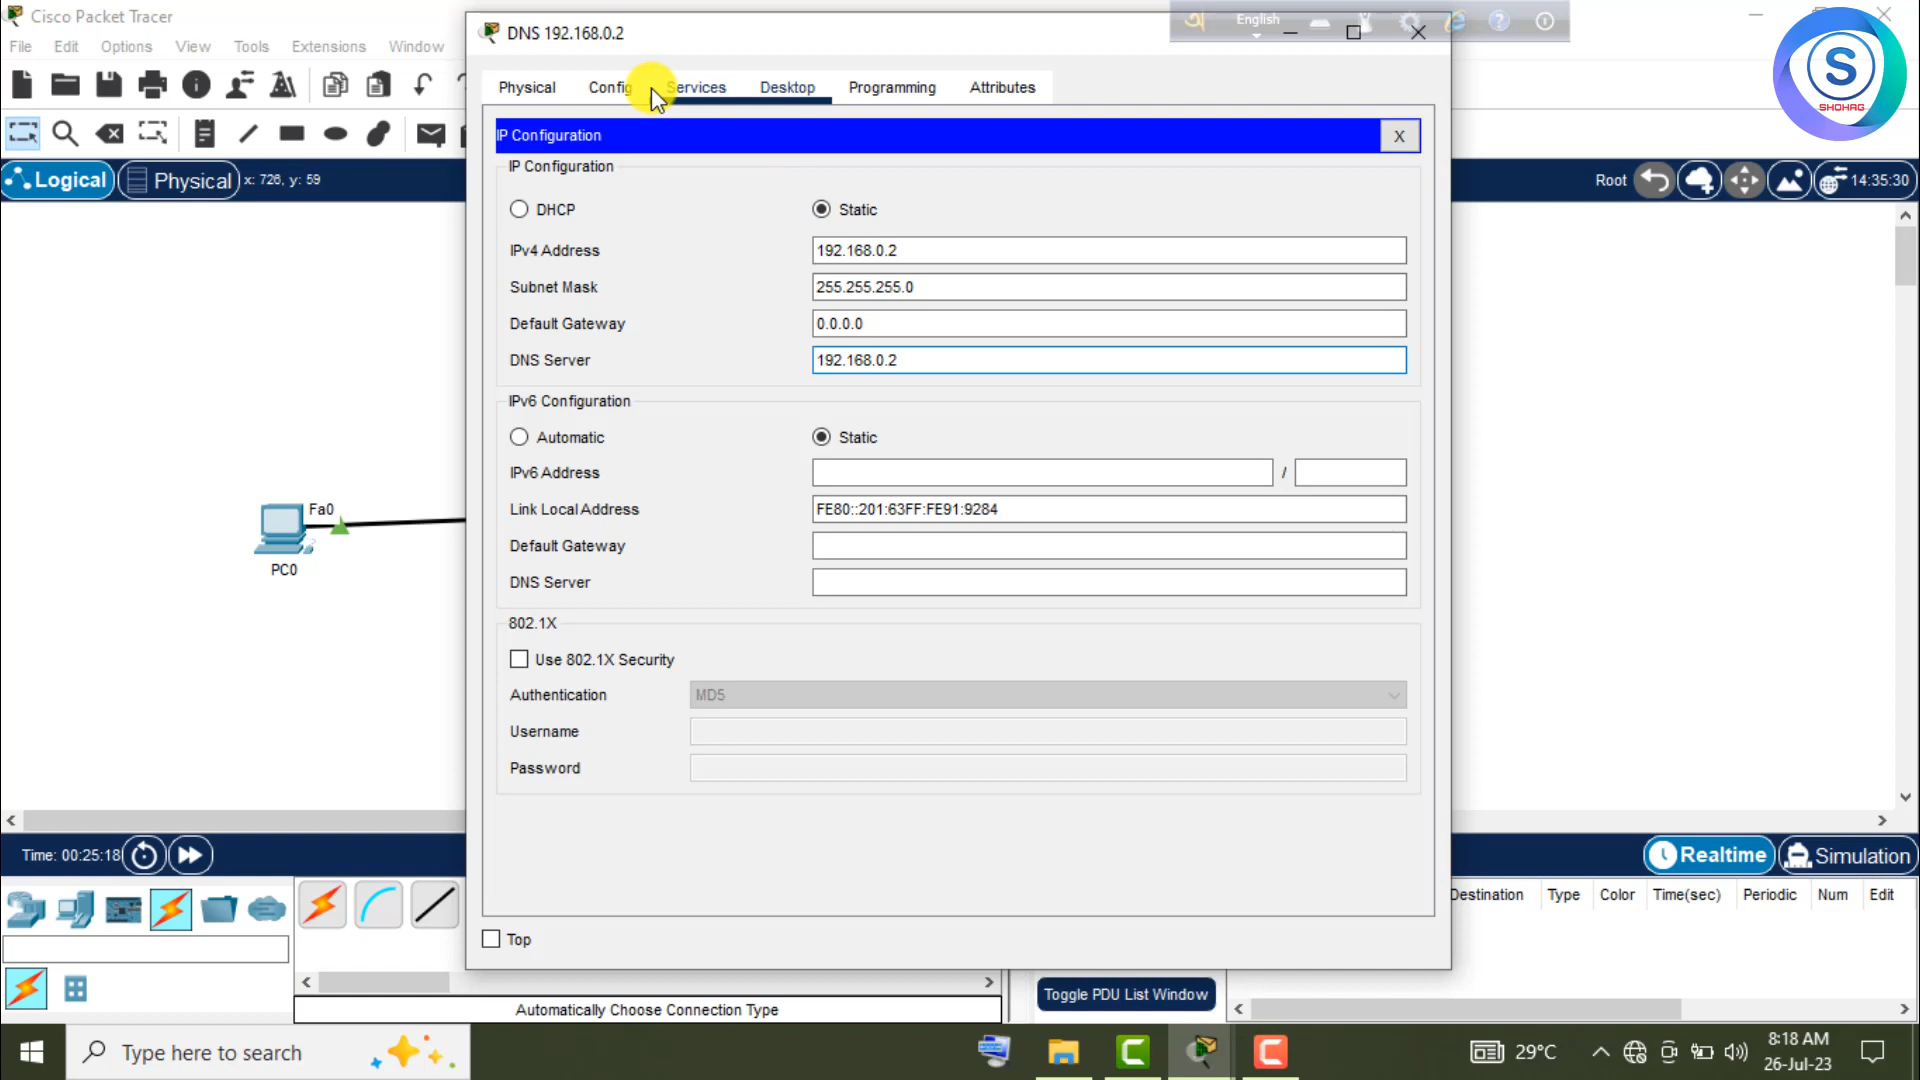 Cisco Packet Tracer
File Edit Options View Tools Extensions Window
DNS 192.168.0.2
English
S
SHOHAG
Physical Config Services Desktop Programming Attributes
IP Configuration
X
IP Configuration
DHCP Static
IPv4 Address 192.168.0.2
Subnet Mask 255.255.255.0
Default Gateway 0.0.0.0
DNS Server 192.168.0.2
IPv6 Configuration
Automatic Static
IPv6 Address /
Link Local Address FE80::201:63FF:FE91:9284
Default Gateway
DNS Server
802.1X
Use 802.1X Security
Authentication MD5
Username
Password
Top
Logical Physical x: 726, y: 59
Root 14:35:30
Fa0
PC0
Time: 00:25:18
Realtime Simulation
Destination Type Color Time(sec) Periodic Num Edit
Toggle PDU List Window
Automatically Choose Connection Type
Type here to search
29°C
8:18 AM
26-Jul-23